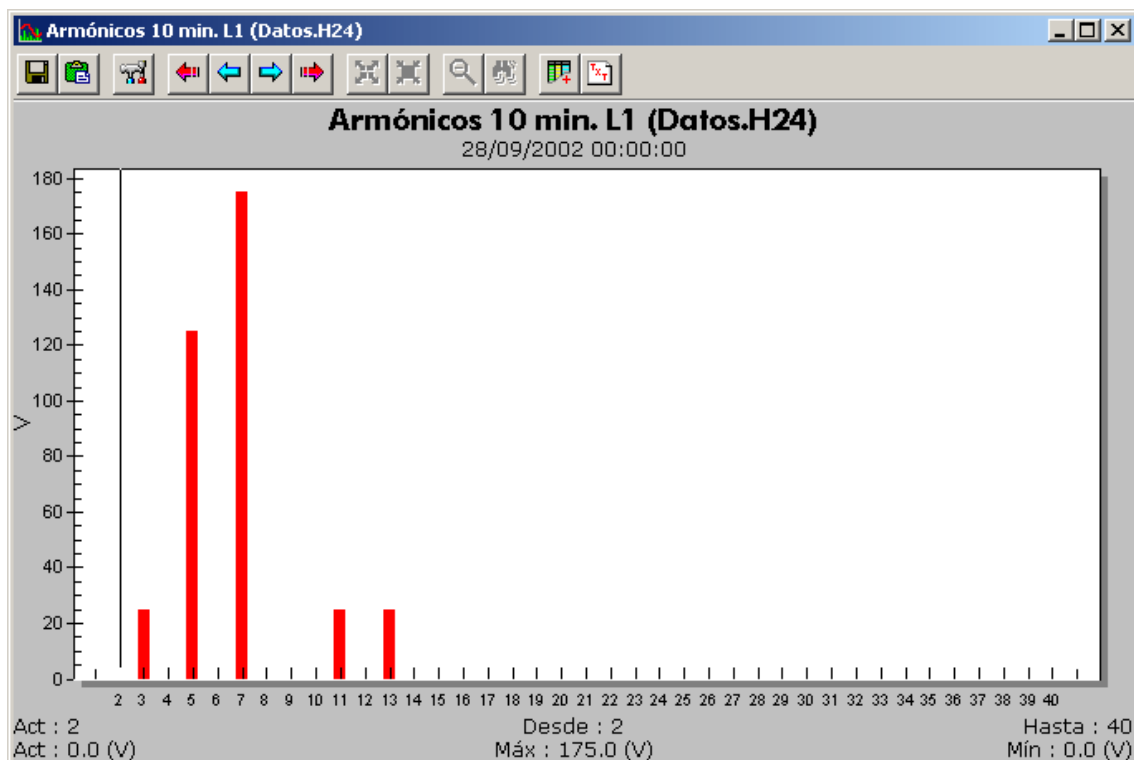 Armónicos 10 min. L1 (Datos.H24)
TXT
Armónicos 10 min. L1 (Datos.H24)
28/09/2002 00:00:00
180
160
140
120
100
V
80
60
40
20
0
2 3 4 5 6 7 8 9 10 11 12 13 14 15 16 17 18 19 20 21 22 23 24 25 26 27 28 29 30 31 32 33 34 35 36 37 38 39 40
Act : 2 Desde : 2 Hasta : 40
Act : 0.0 (V) Máx : 175.0 (V) Mín : 0.0 (V)